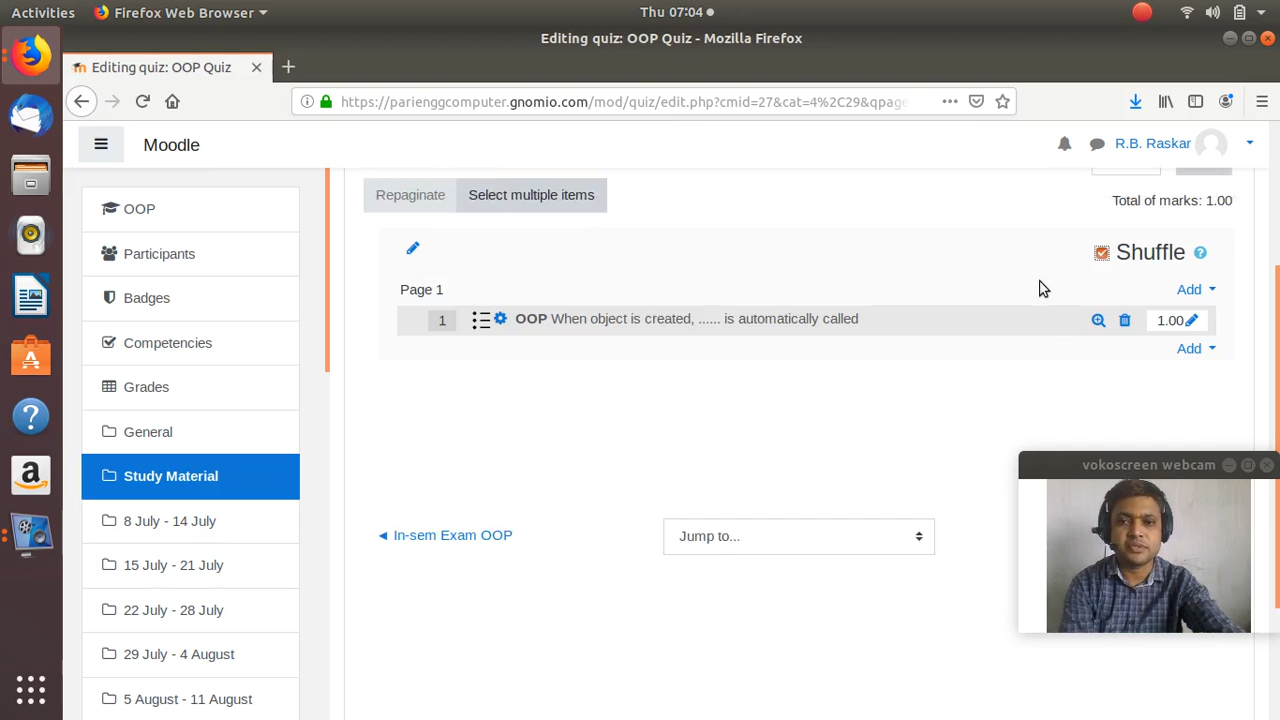 Activities
Firefox Web Browser
Thu 07:04
Editing quiz: OOP Quiz - Mozilla Firefox
Editing quiz: OOP Quiz
https://parienggcomputer.gnomio.com/mod/quiz/edit.php?cmid=27&cat=4%2C29&qpage
Moodle
R.B. Raskar
Repaginate
Select multiple items
Total of marks: 1.00
OOP
Participants
Badges
Competencies
Grades
General
Study Material
8 July - 14 July
15 July - 21 July
22 July - 28 July
29 July - 4 August
5 August - 11 August
Shuffle
Page 1
Add
1
OOP When object is created, ...... is automatically called
1.00
Add
vokoscreen webcam
◄ In-sem Exam OOP
Jump to...